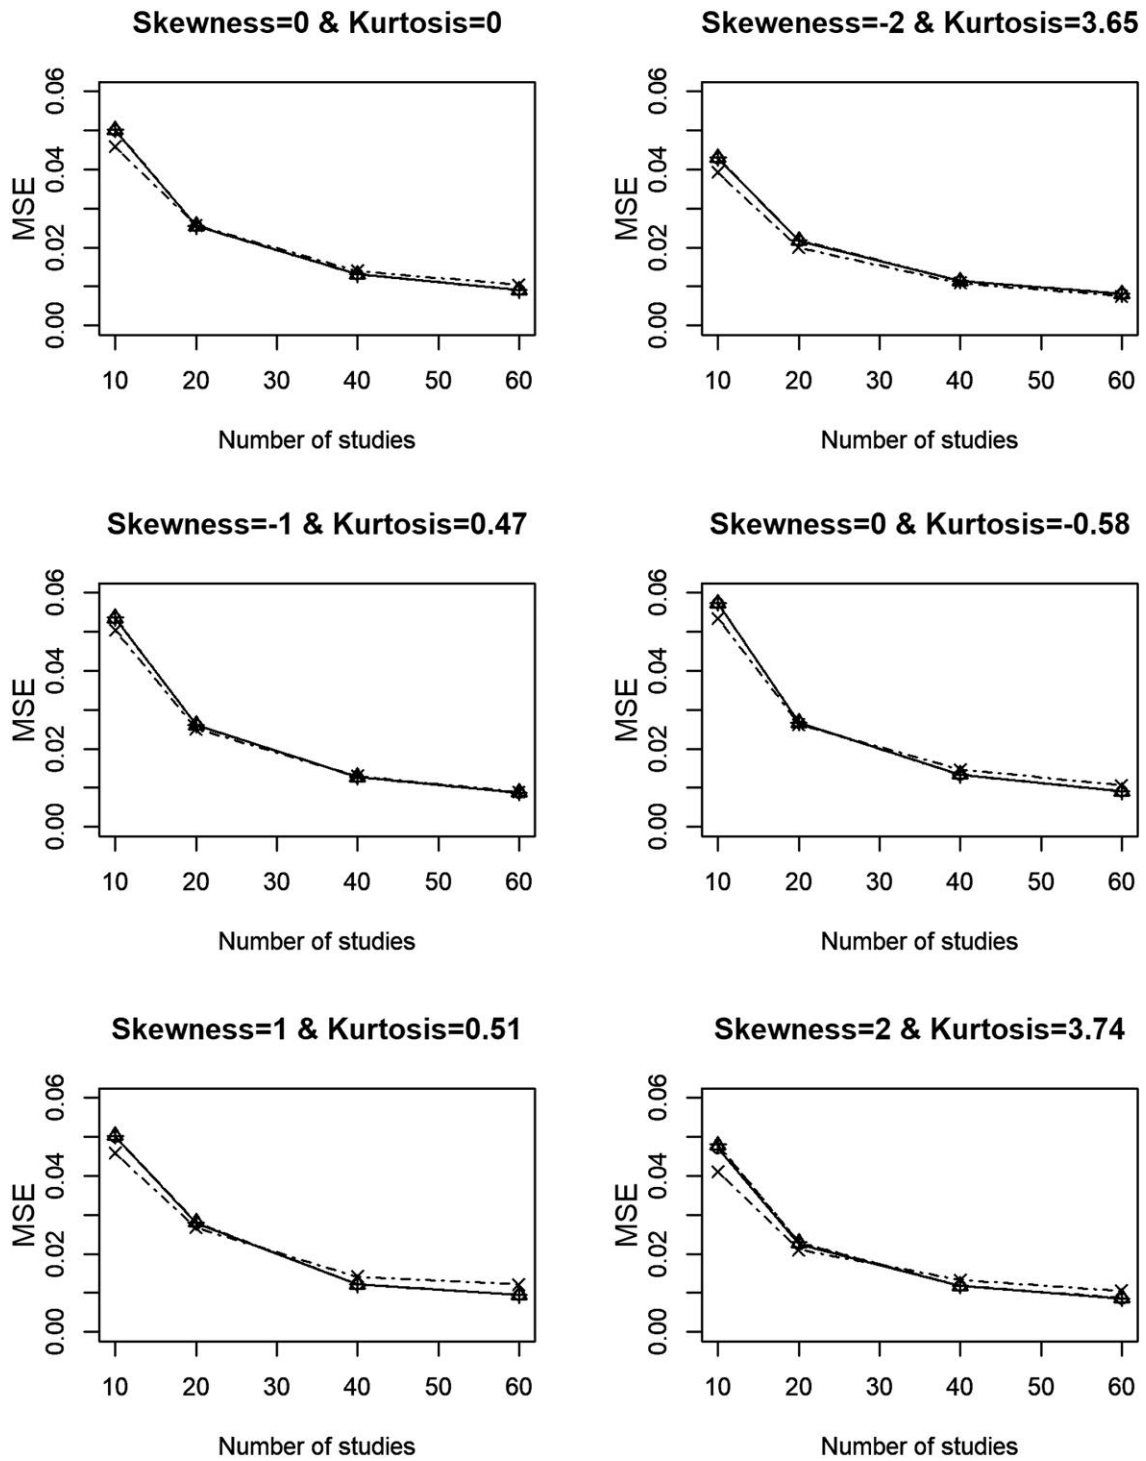 Skewness=0 & Kurtosis=0
MSE
0.00 0.02 0.04 0.06
10 20 30 40 50 60
Number of studies
Skeweness=-2 & Kurtosis=3.65
MSE
0.00 0.02 0.04 0.06
10 20 30 40 50 60
Number of studies
Skewness=-1 & Kurtosis=0.47
MSE
0.00 0.02 0.04 0.06
10 20 30 40 50 60
Number of studies
Skewness=0 & Kurtosis=-0.58
MSE
0.00 0.02 0.04 0.06
10 20 30 40 50 60
Number of studies
Skewness=1 & Kurtosis=0.51
MSE
0.00 0.02 0.04 0.06
10 20 30 40 50 60
Number of studies
Skewness=2 & Kurtosis=3.74
MSE
0.00 0.02 0.04 0.06
10 20 30 40 50 60
Number of studies